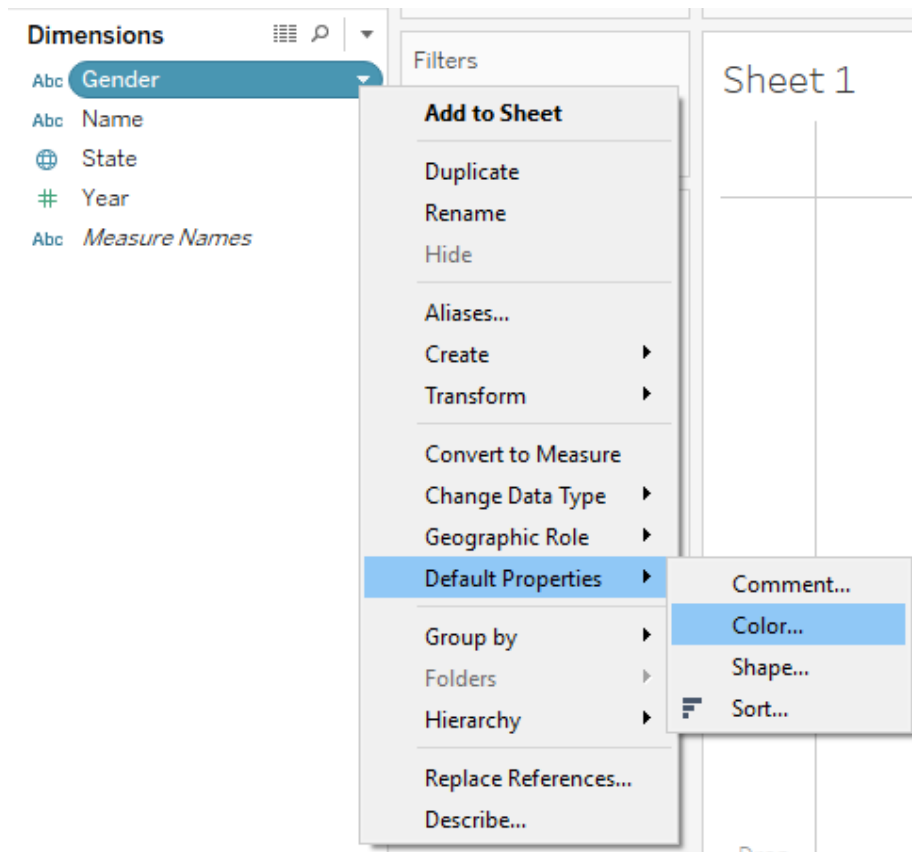 Dimensions
Abc Gender
Abc Name
State
# Year
Abc Measure Names
Filters
Sheet 1
Add to Sheet
Duplicate
Rename
Hide
Aliases...
Create
Transform
Convert to Measure
Change Data Type
Geographic Role
Default Properties
Group by
Folders
Hierarchy
Replace References...
Describe...
Comment...
Color...
Shape...
Sort...